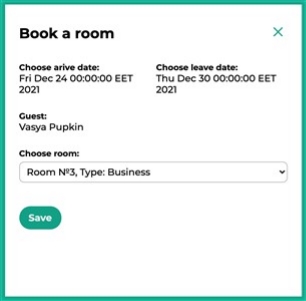 Book a room
Choose arive date:
Fri Dec 24 00:00:00 EET
2021
Choose leave date:
Thu Dec 30 00:00:00 EET
2021
Guest:
Vasya Pupkin
Choose room:
Room №3, Type: Business
Save